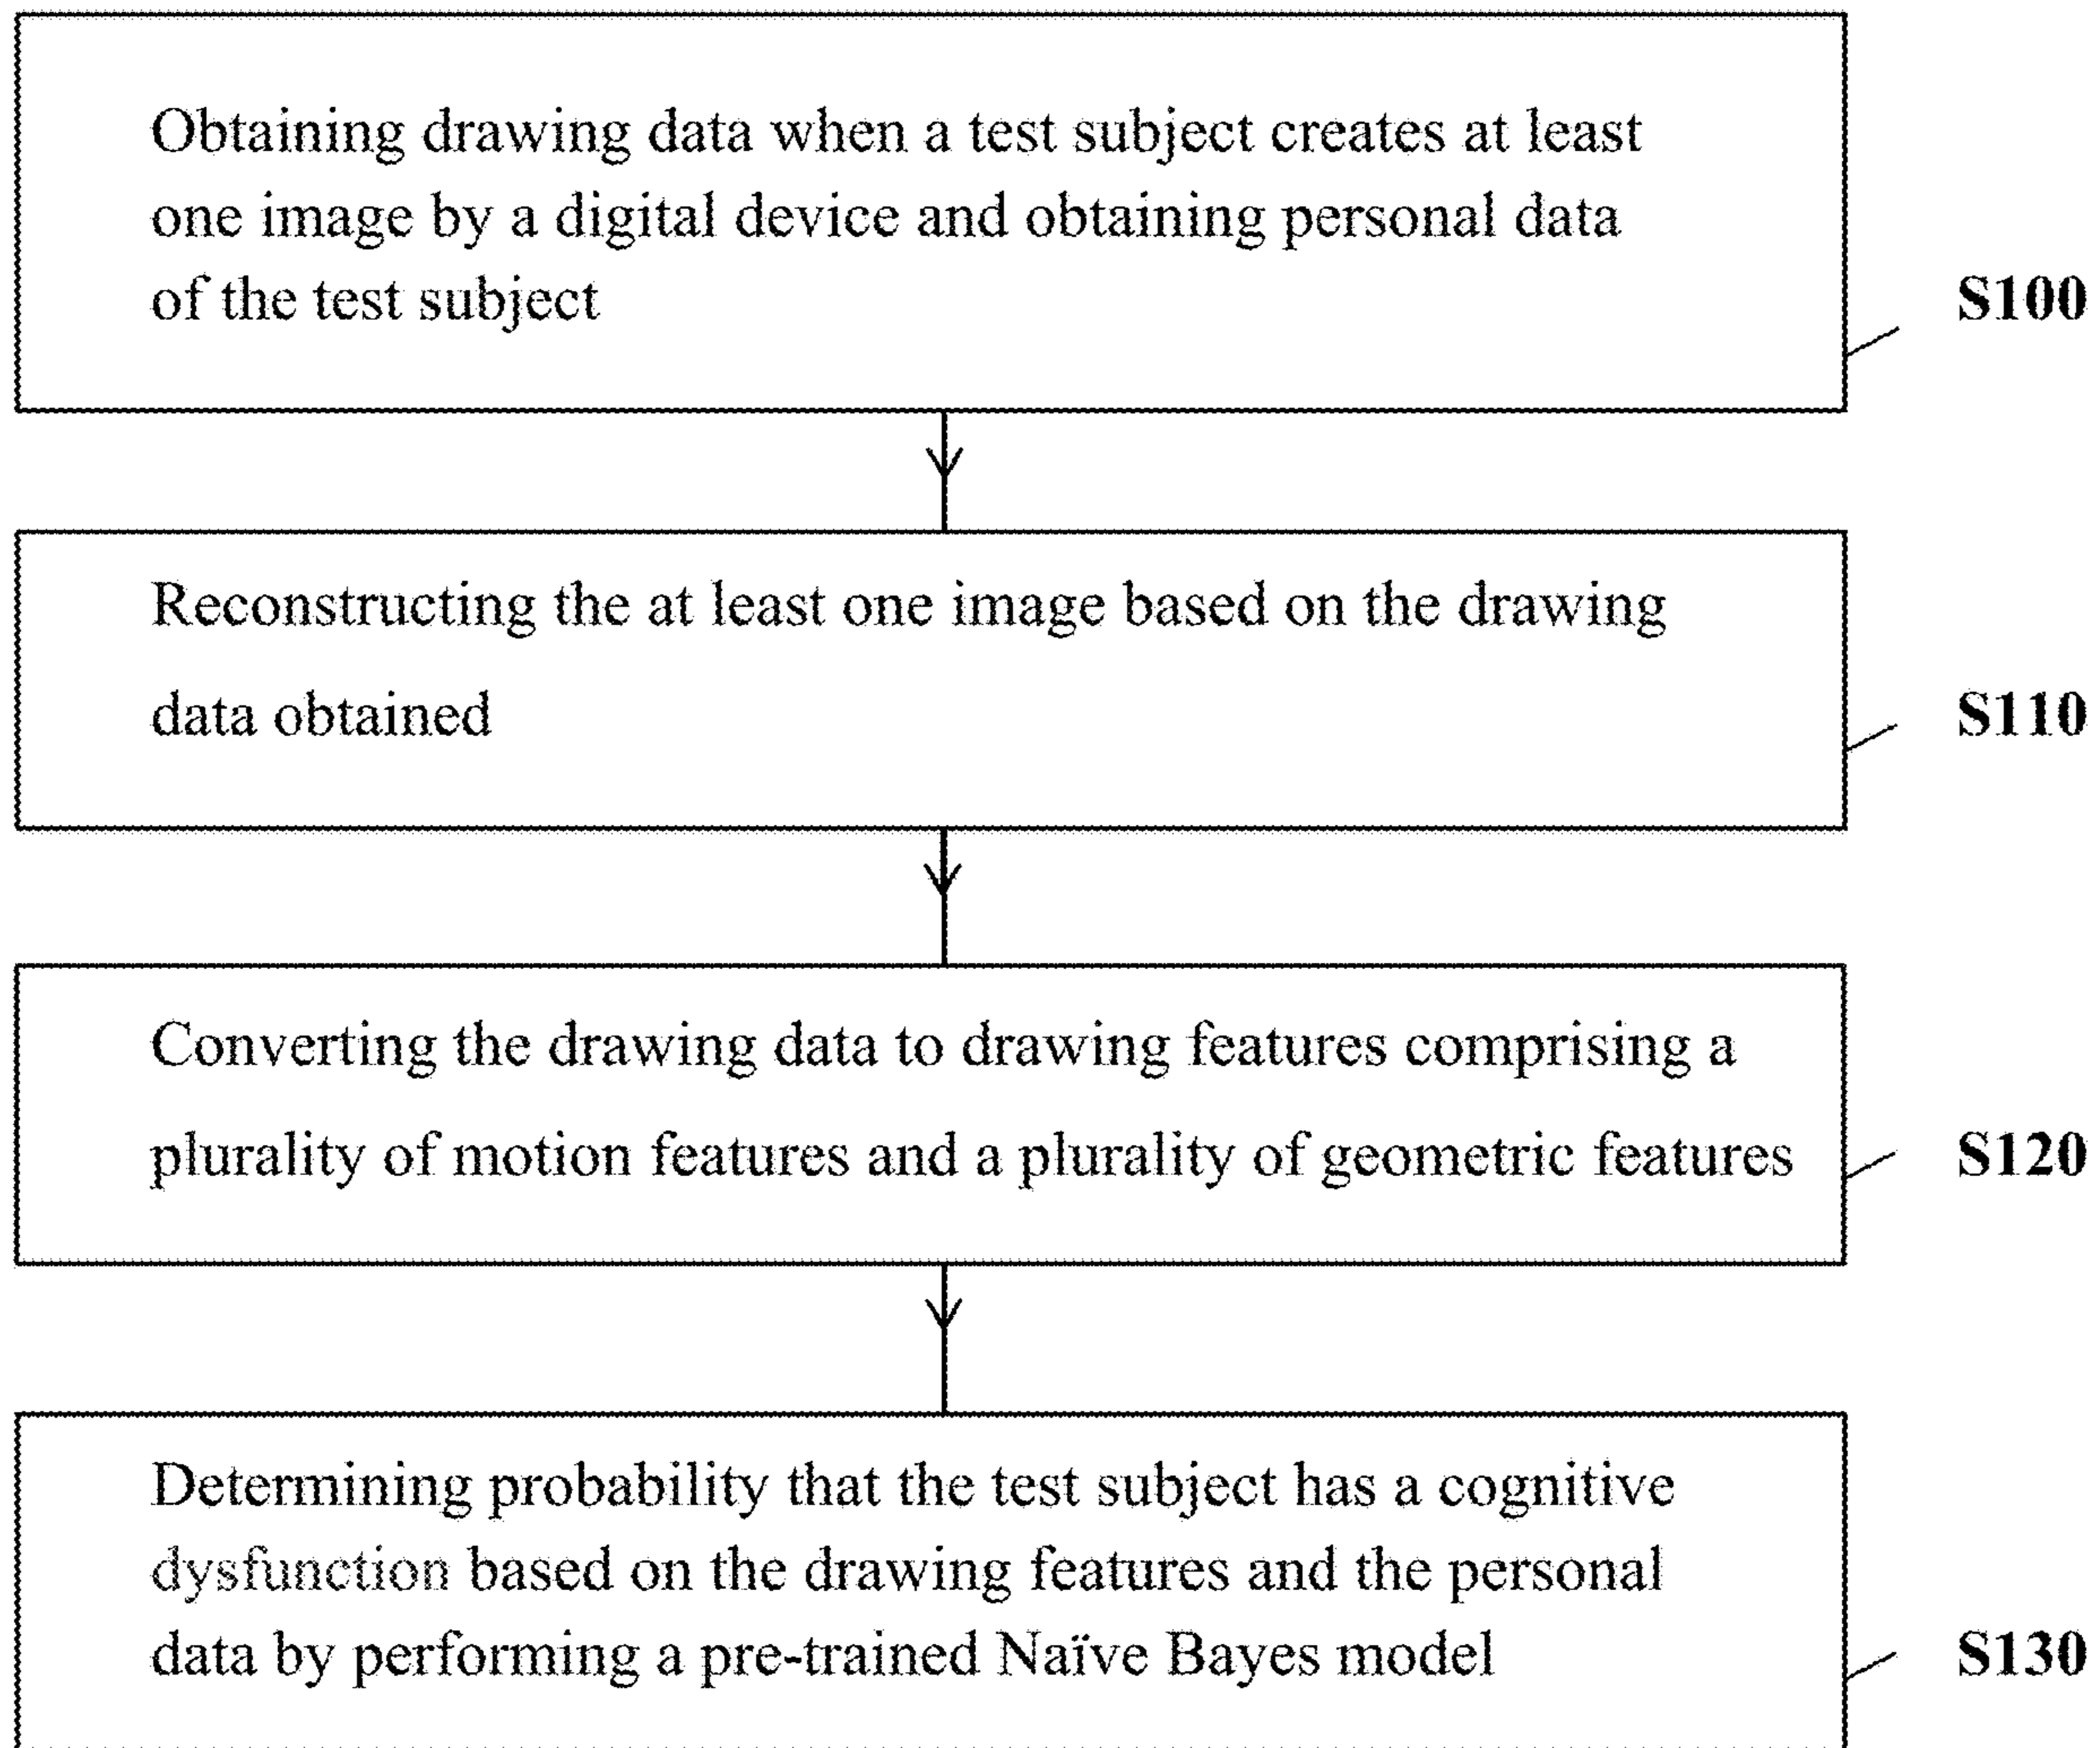 Obtaining drawing data when a test subject creates at least
one image by a digital device and obtaining personal data
of the test subject
S100
Reconstructing the at least one image based on the drawing
data obtained
S110
Converting the drawing data to drawing features comprising a
plurality of motion features and a plurality of geometric features
S120
Determining probability that the test subject has a cognitive
dysfunction based on the drawing features and the personal
data by performing a pre-trained Naïve Bayes model
S130